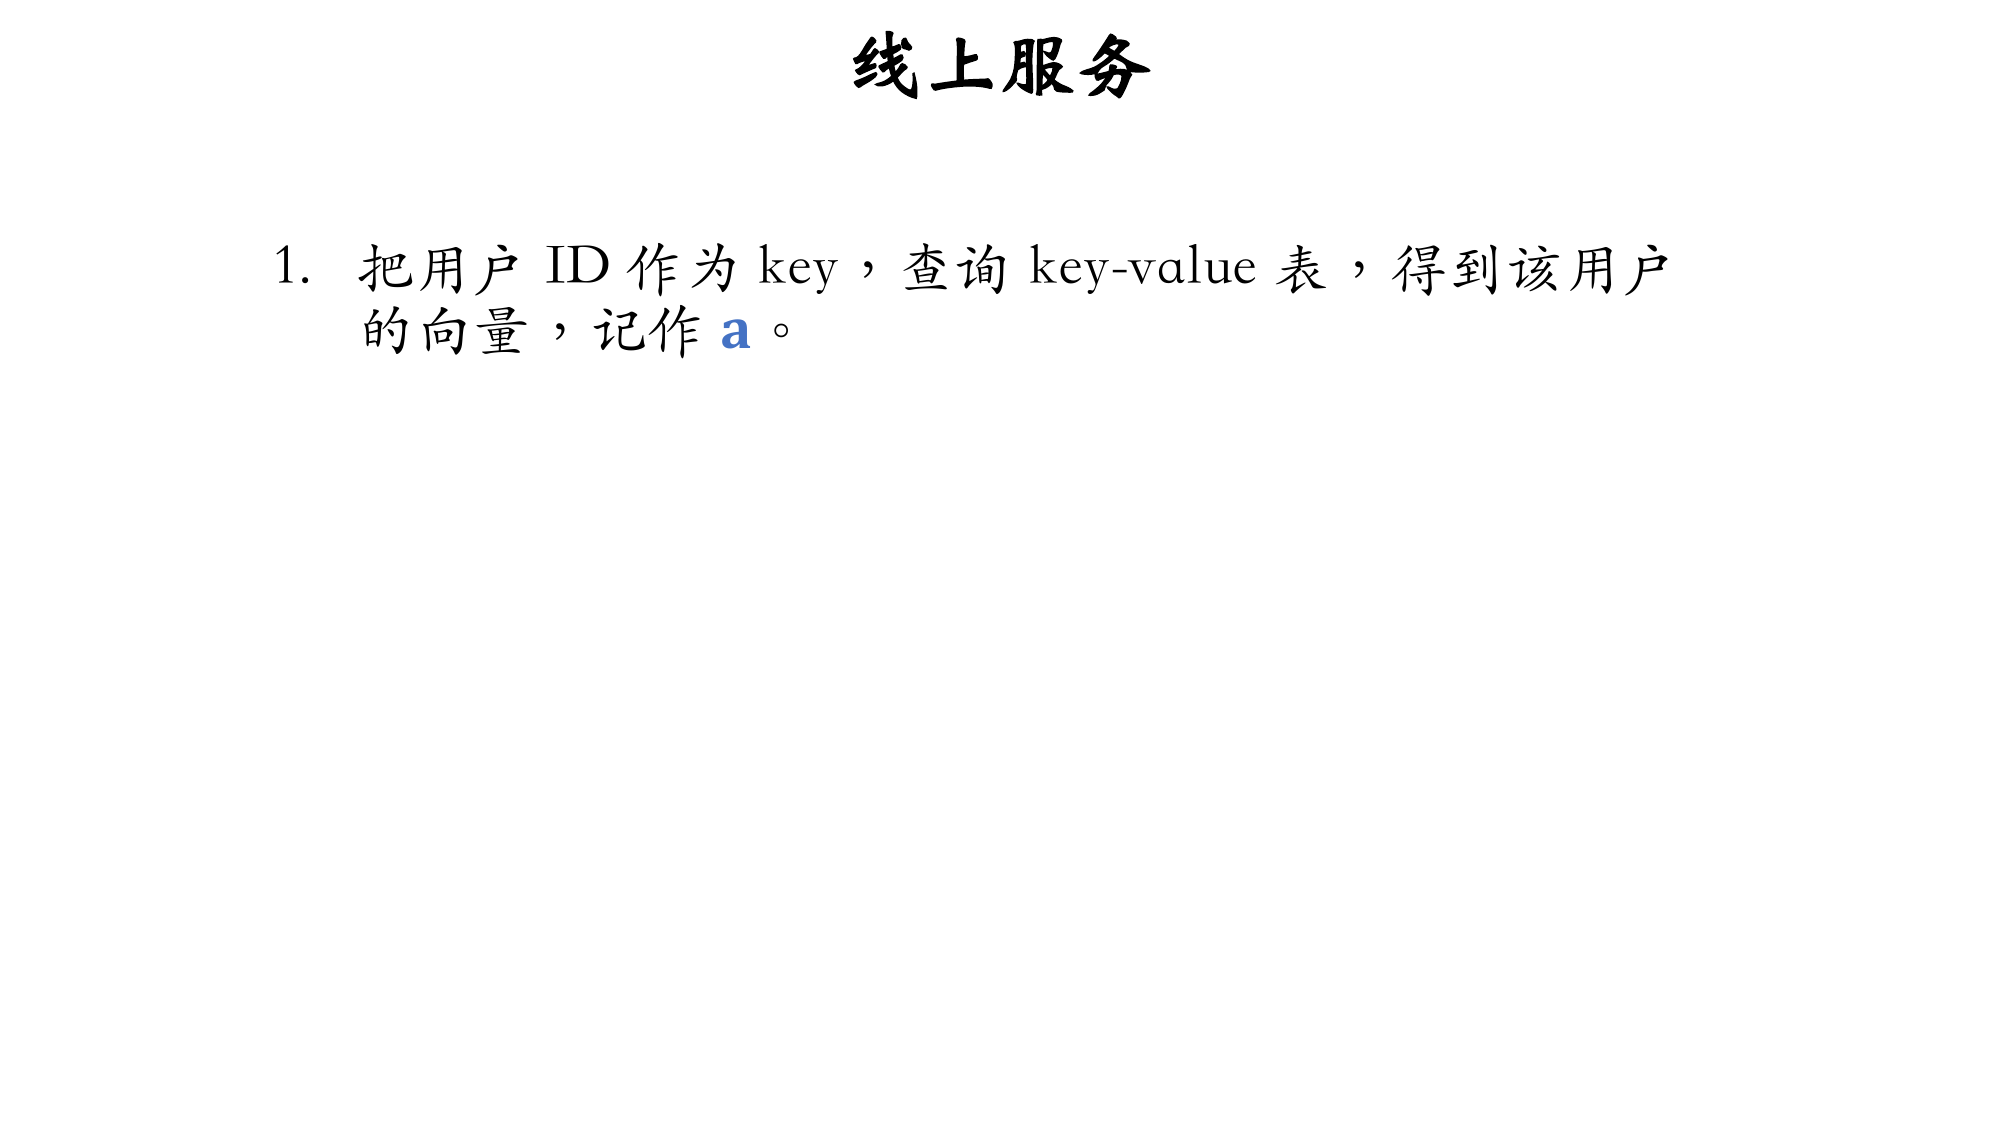 线上服务
1. 把用户 ID 作为 key，查询 key-value 表，得到该用户
的向量，记作 a。